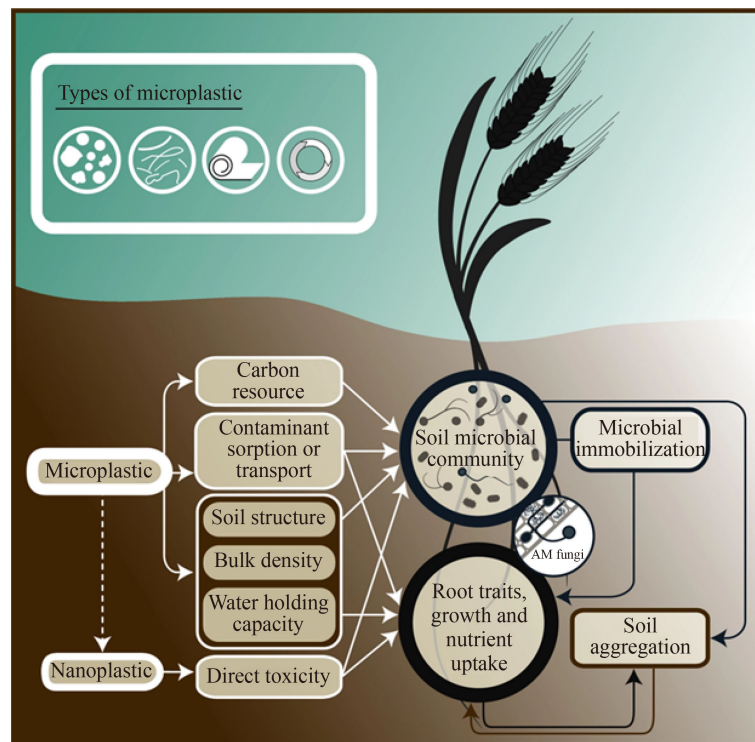 Types of microplastic
Carbon
resource
Contaminant
sorption or
transport
Microplastic
Soil structure
Bulk density
Water holding
capacity
Nanoplastic
Direct toxicity
Soil microbial
community
Microbial
immobilization
AM fungi
Root traits,
growth and
nutrient
uptake
Soil
aggregation